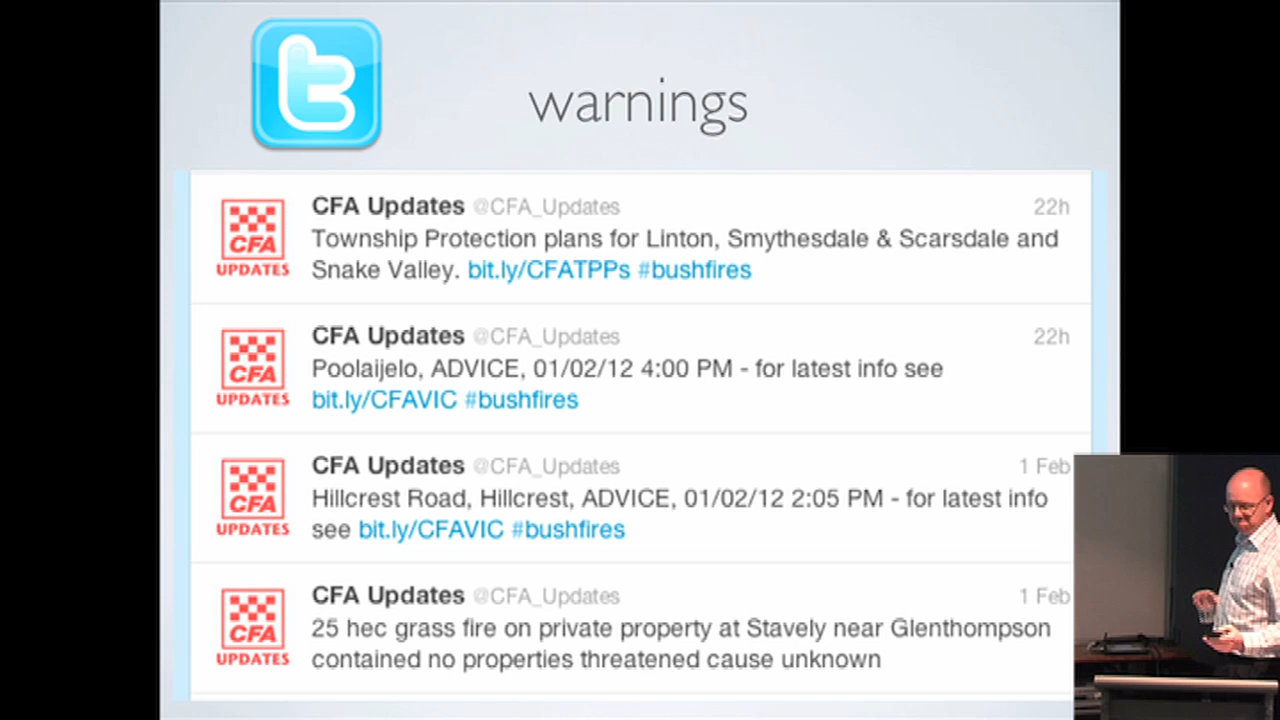 warnings
CFA Updates @CFA_Updates 22h
Township Protection plans for Linton, Smythesdale & Scarsdale and
Snake Valley. bit.ly/CFATPPs #bushfires
CFA
UPDATES
CFA Updates @CFA_Updates 22h
Poolaijelo, ADVICE, 01/02/12 4:00 PM - for latest info see
bit.ly/CFAVIC #bushfires
CFA
UPDATES
CFA Updates @CFA_Updates 1 Feb
Hillcrest Road, Hillcrest, ADVICE, 01/02/12 2:05 PM - for latest info
see bit.ly/CFAVIC #bushfires
CFA
UPDATES
CFA Updates @CFA_Updates 1 Feb
25 hec grass fire on private property at Stavely near Glenthompson
contained no properties threatened cause unknown
CFA
UPDATES